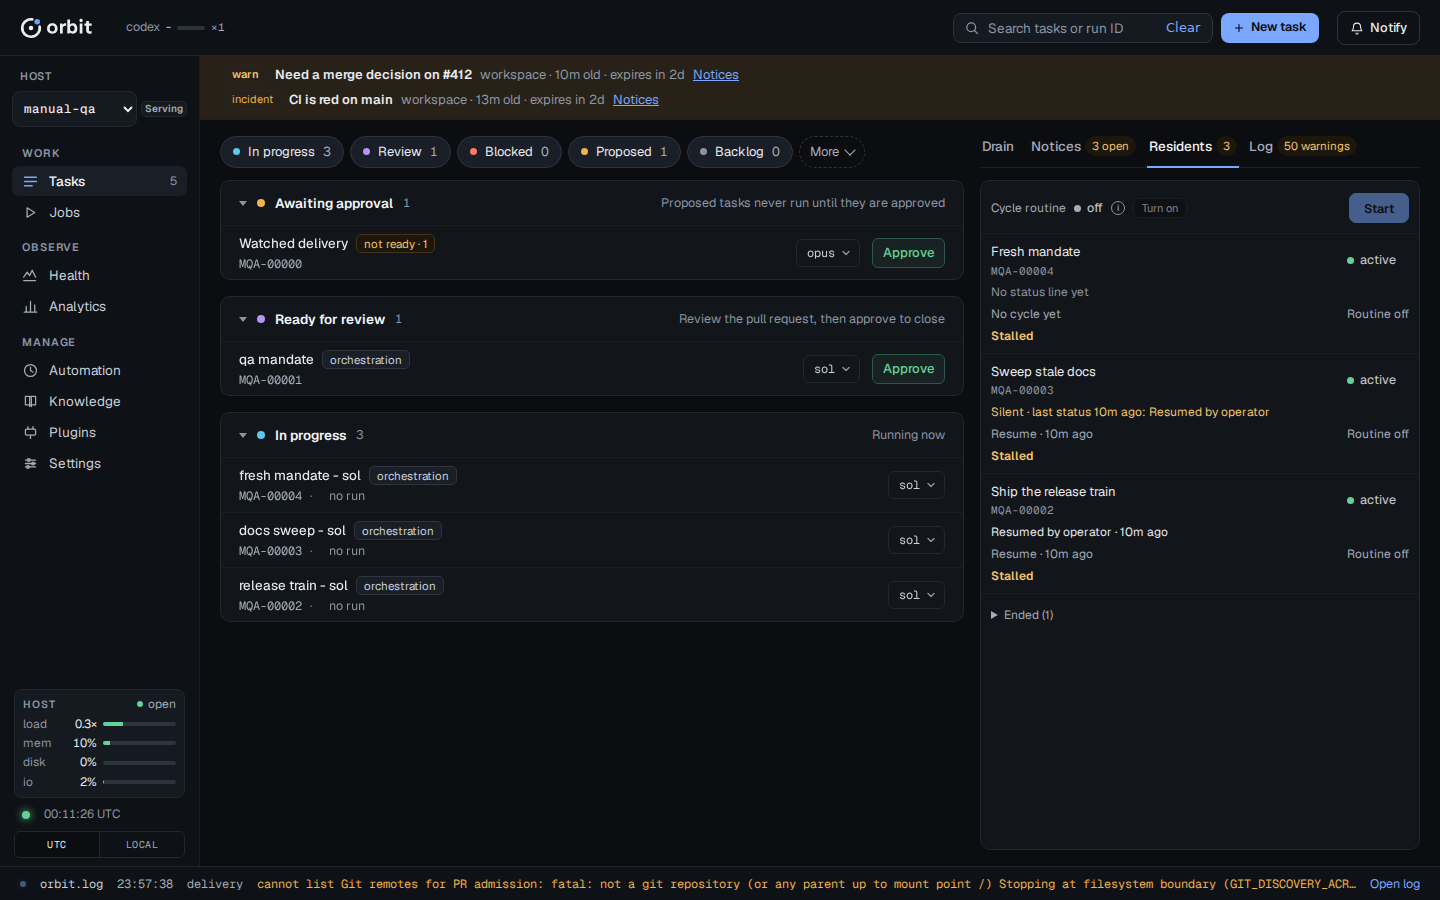 orbit
codex - ×1
Search tasks or run ID Clear
+ New task
Notify
HOST
manual-qa Serving
WORK
Tasks 5
Jobs
OBSERVE
Health
Analytics
MANAGE
Automation
Knowledge
Plugins
Settings
HOST open
load 0.3×
mem 10%
disk 0%
io 2%
00:11:26 UTC
UTC LOCAL
warn Need a merge decision on #412 workspace · 10m old · expires in 2d Notices
incident CI is red on main workspace · 13m old · expires in 2d Notices
In progress 3 Review 1 Blocked 0 Proposed 1 Backlog 0 More
Awaiting approval 1 Proposed tasks never run until they are approved
Watched delivery not ready · 1 opus Approve
MQA-00000
Ready for review 1 Review the pull request, then approve to close
qa mandate orchestration sol Approve
MQA-00001
In progress 3 Running now
fresh mandate - sol orchestration sol
MQA-00004 · no run
docs sweep - sol orchestration sol
MQA-00003 · no run
release train - sol orchestration sol
MQA-00002 · no run
Drain Notices 3 open Residents 3 Log 50 warnings
Cycle routine off i Turn on Start
Fresh mandate active
MQA-00004
No status line yet
No cycle yet Routine off
Stalled
Sweep stale docs active
MQA-00003
Silent · last status 10m ago: Resumed by operator
Resume · 10m ago Routine off
Stalled
Ship the release train active
MQA-00002
Resumed by operator · 10m ago
Resume · 10m ago Routine off
Stalled
Ended (1)
orbit.log 23:57:38 delivery cannot list Git remotes for PR admission: fatal: not a git repository (or any parent up to mount point /) Stopping at filesystem boundary (GIT_DISCOVERY_ACR… Open log